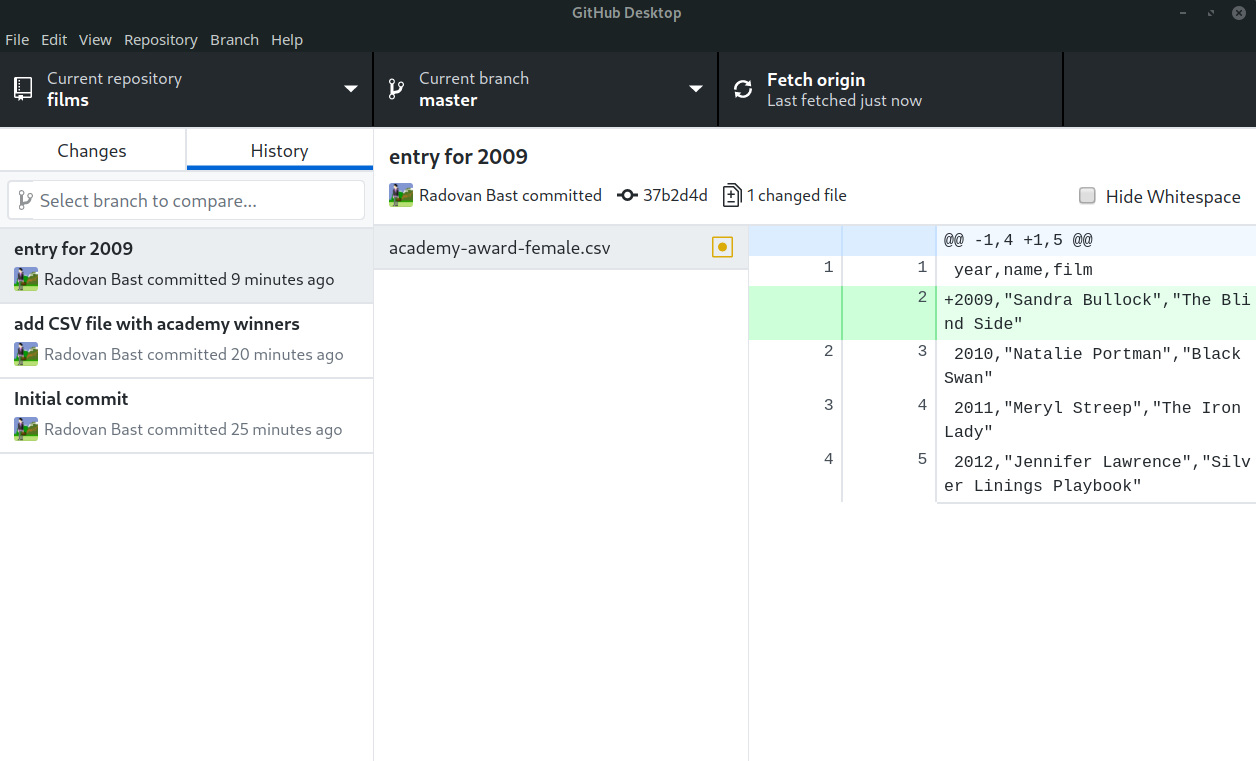 GitHub Desktop
File Edit View Repository Branch Help
Current repository
films
Current branch
master
Fetch origin
Last fetched just now
Changes
History
Select branch to compare...
entry for 2009
Radovan Bast committed 9 minutes ago
add CSV file with academy winners
Radovan Bast committed 20 minutes ago
Initial commit
Radovan Bast committed 25 minutes ago
entry for 2009
Radovan Bast committed 37b2d4d 1 changed file
Hide Whitespace
academy-award-female.csv
@@ -1,4 +1,5 @@
1 1 year,name,film
2 +2009,"Sandra Bullock","The Bli
nd Side"
2 3 2010,"Natalie Portman","Black
Swan"
3 4 2011,"Meryl Streep","The Iron
Lady"
4 5 2012,"Jennifer Lawrence","Silv
er Linings Playbook"